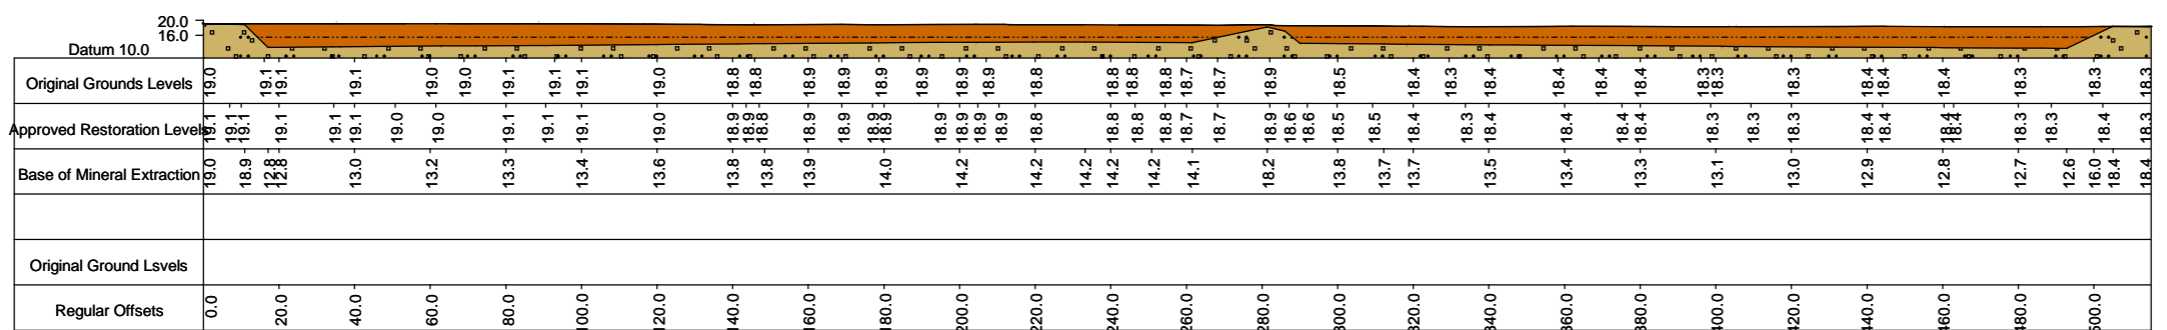 20.0
16.0
Datum 10.0
Original Grounds Levels 19.0 19.1 19.1 19.1 19.0 19.0 19.1 19.1 19.1 19.0 18.8 18.8 18.9 18.9 18.9 18.9 18.9 18.9 18.8 18.8 18.8 18.8 18.7 18.7 18.9 18.5 18.4 18.3 18.4 18.4 18.4 18.4 18.3 18.3 18.3 18.4 18.4 18.4 18.3 18.3 18.3
Approved Restoration Levels 19.1 19.1 19.1 19.1 19.1 19.1 19.0 19.0 19.1 19.1 19.1 19.0 18.9 18.9 18.8 18.9 18.9 18.9 18.9 18.9 18.9 18.9 18.9 18.8 18.8 18.8 18.8 18.7 18.7 18.9 18.6 18.6 18.5 18.5 18.4 18.3 18.4 18.4 18.4 18.4 18.3 18.3 18.3 18.4 18.4 18.4 18.4 18.3 18.3 18.4 18.3
Base of Mineral Extraction 19.0 18.9 12.8 12.8 13.0 13.2 13.3 13.4 13.6 13.8 13.8 13.9 14.0 14.2 14.2 14.2 14.2 14.2 14.1 18.2 13.8 13.7 13.7 13.5 13.4 13.3 13.1 13.0 12.9 12.8 12.7 12.6 16.0 18.4 18.4
Original Ground Lsvels
Regular Offsets 0.0 20.0 40.0 60.0 80.0 100.0 120.0 140.0 160.0 180.0 200.0 220.0 240.0 260.0 280.0 300.0 320.0 340.0 360.0 380.0 400.0 420.0 440.0 460.0 480.0 500.0